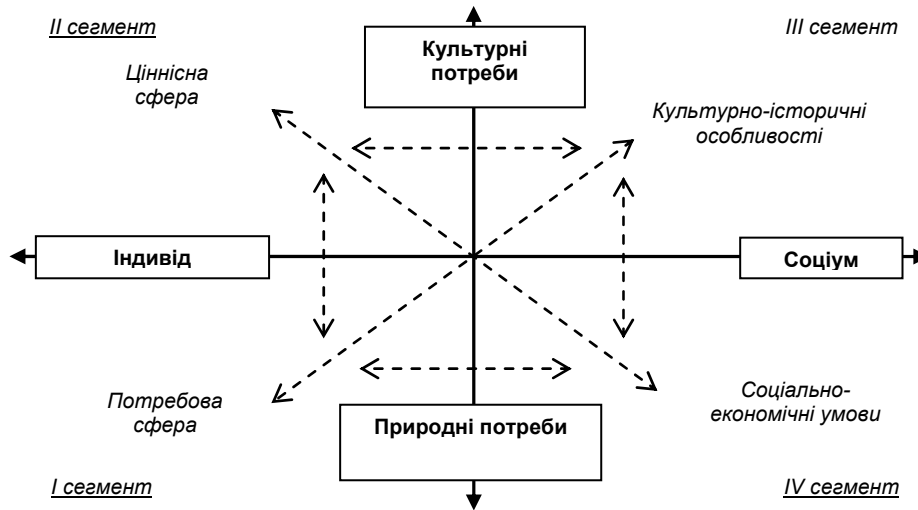 II сегмент
III сегмент
Культурні
потреби
Ціннісна
сфера
Культурно-історичні
особливості
Індивід
Соціум
Потребова
сфера
Природні потреби
Соціально-
економічні умови
I сегмент
IV сегмент